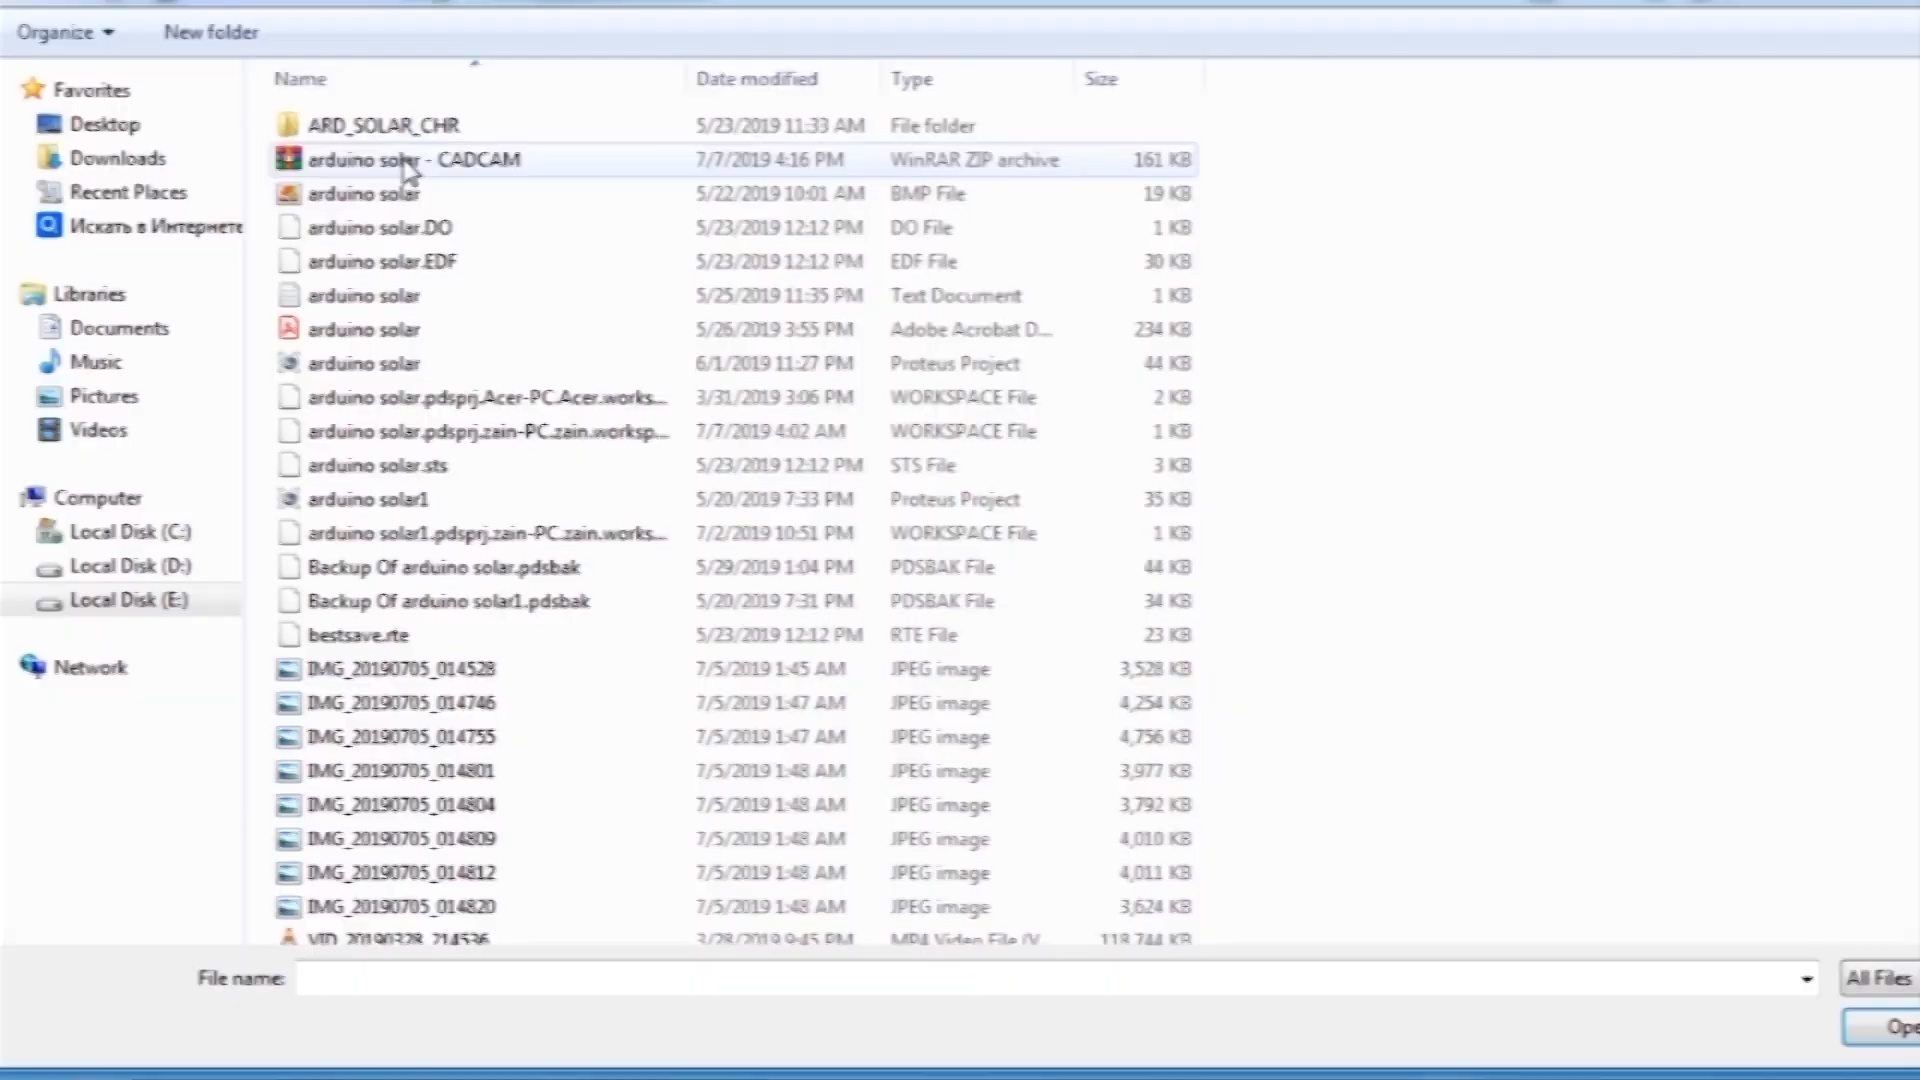 Organize New folder
Name Date modified Type Size
Favorites
Desktop
Downloads
Recent Places
Искать в Интернете
Libraries
Documents
Music
Pictures
Videos
Computer
Local Disk (C:)
Local Disk (D:)
Local Disk (E:)
Network
ARD_SOLAR_CHR 5/23/2019 11:33 AM File folder
arduino solar - CADCAM 7/7/2019 4:16 PM WinRAR ZIP archive 161 KB
arduino solar 5/22/2019 10:01 AM BMP File 19 KB
arduino solar.DO 5/23/2019 12:12 PM DO File 1 KB
arduino solar.EDF 5/23/2019 12:12 PM EDF File 30 KB
arduino solar 5/25/2019 11:35 PM Text Document 1 KB
arduino solar 5/26/2019 3:55 PM Adobe Acrobat D... 234 KB
arduino solar 6/1/2019 11:27 PM Proteus Project 44 KB
arduino solar.pdsprj.Acer-PC.Acer.works... 3/31/2019 3:06 PM WORKSPACE File 2 KB
arduino solar.pdsprj.zain-PC.zain.worksp... 7/7/2019 4:02 AM WORKSPACE File 1 KB
arduino solar.sts 5/23/2019 12:12 PM STS File 3 KB
arduino solar1 5/20/2019 7:33 PM Proteus Project 35 KB
arduino solar1.pdsprj.zain-PC.zain.works... 7/2/2019 10:51 PM WORKSPACE File 1 KB
Backup Of arduino solar.pdsbak 5/29/2019 1:04 PM PDSBAK File 44 KB
Backup Of arduino solar1.pdsbak 5/20/2019 7:31 PM PDSBAK File 34 KB
bestsave.rte 5/23/2019 12:12 PM RTE File 23 KB
IMG_20190705_014528 7/5/2019 1:45 AM JPEG image 3,528 KB
IMG_20190705_014746 7/5/2019 1:47 AM JPEG image 4,254 KB
IMG_20190705_014755 7/5/2019 1:47 AM JPEG image 4,756 KB
IMG_20190705_014801 7/5/2019 1:48 AM JPEG image 3,977 KB
IMG_20190705_014804 7/5/2019 1:48 AM JPEG image 3,792 KB
IMG_20190705_014809 7/5/2019 1:48 AM JPEG image 4,010 KB
IMG_20190705_014812 7/5/2019 1:48 AM JPEG image 4,011 KB
IMG_20190705_014820 7/5/2019 1:48 AM JPEG image 3,624 KB
VID_20190328_214536 3/28/2019 9:45 PM MP4 Video File (V 118,744 KB
File name: All Files
Ope